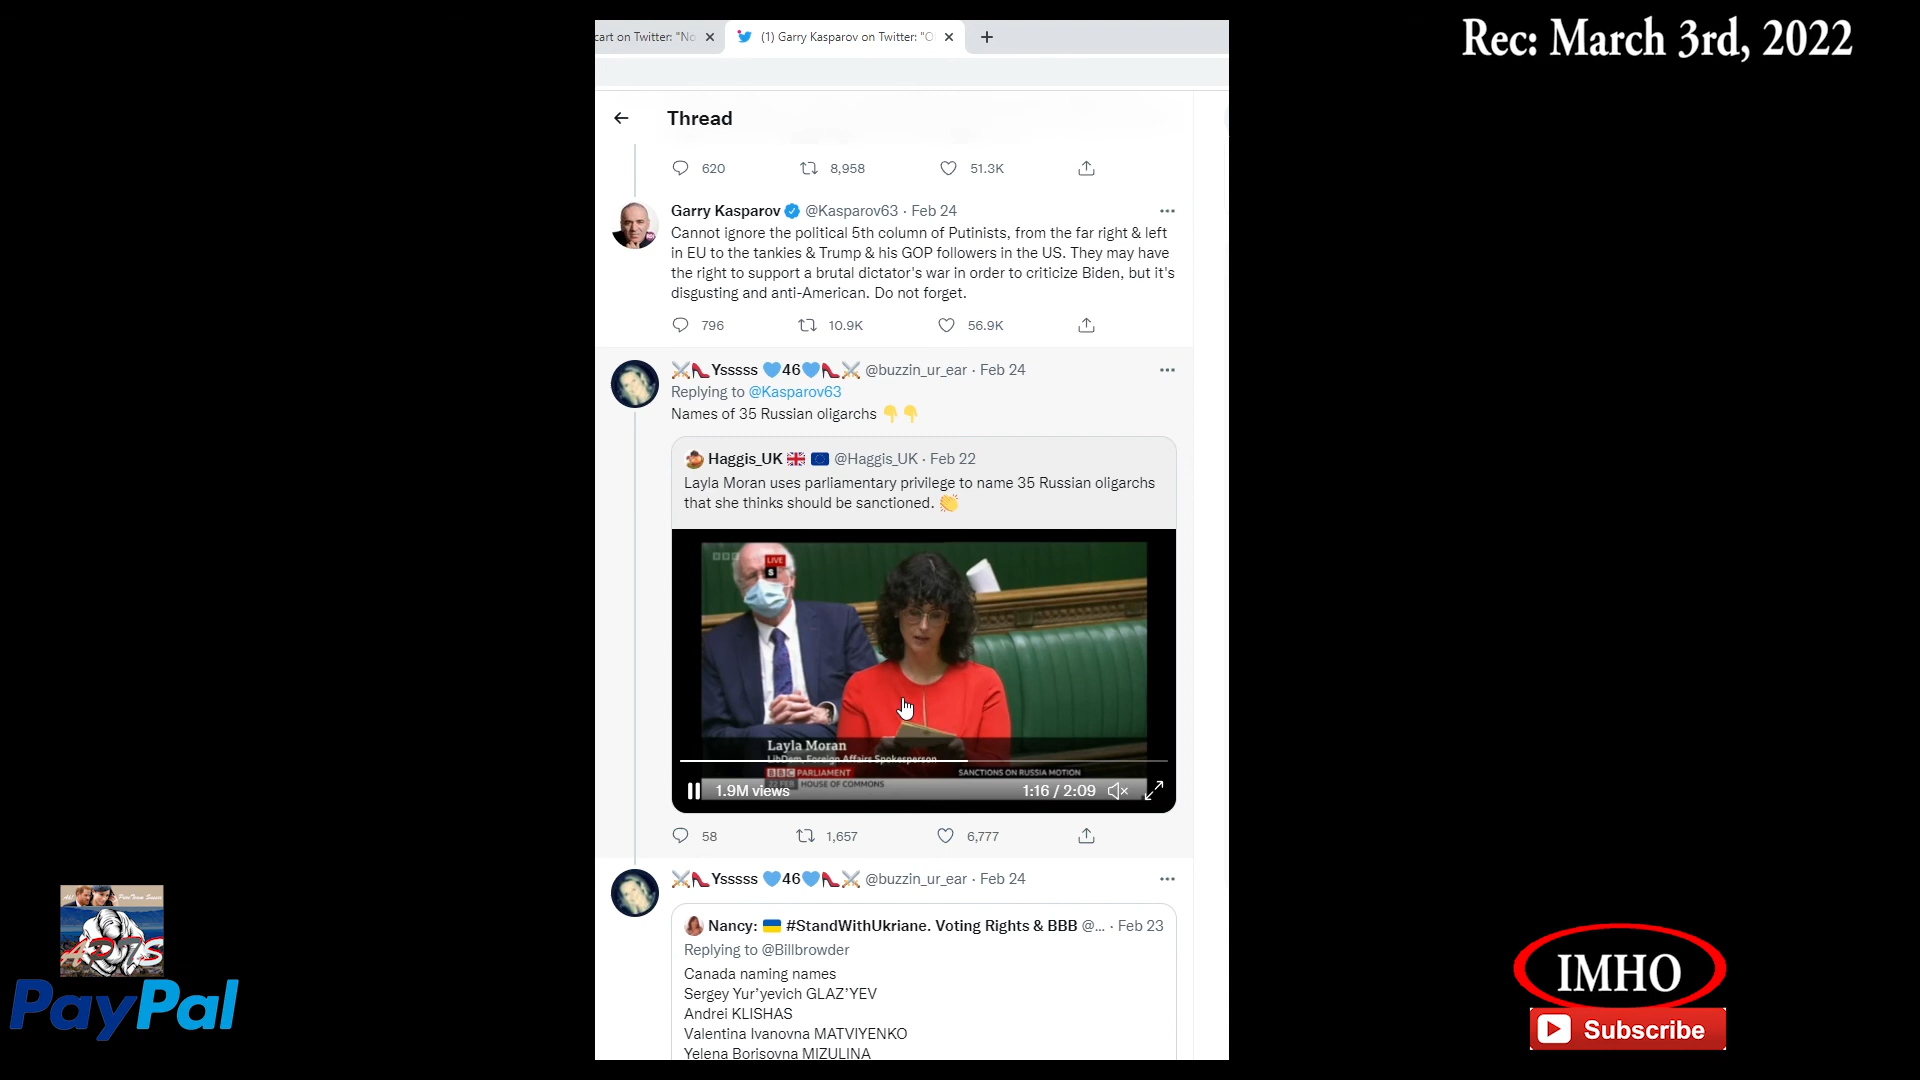 Rec: March 3rd, 2022
cart on Twitter: "No
(1) Garry Kasparov on Twitter: "O
Thread
620 8,958 51.3K
Garry Kasparov @Kasparov63 · Feb 24
Cannot ignore the political 5th column of Putinists, from the far right & left
in EU to the tankies & Trump & his GOP followers in the US. They may have
the right to support a brutal dictator's war in order to criticize Biden, but it's
disgusting and anti-American. Do not forget.
796 10.9K 56.9K
⚔️👠Ysssss 💙46💙👠⚔️ @buzzin_ur_ear · Feb 24
Replying to @Kasparov63
Names of 35 Russian oligarchs 👇👇
Haggis_UK 🇬🇧 🇪🇺 @Haggis_UK · Feb 22
Layla Moran uses parliamentary privilege to name 35 Russian oligarchs
that she thinks should be sanctioned. 👏
BBC LIVE
S
Layla Moran
LibDem, Foreign Affairs Spokesperson
BBC PARLIAMENT SANCTIONS ON RUSSIA MOTION
HOUSE OF COMMONS
1.9M views 1:16 / 2:09
58 1,657 6,777
⚔️👠Ysssss 💙46💙👠⚔️ @buzzin_ur_ear · Feb 24
Nancy: 🇺🇦 #StandWithUkriane. Voting Rights & BBB @... · Feb 23
Replying to @Billbrowder
Canada naming names
Sergey Yur'yevich GLAZ'YEV
Andrei KLISHAS
Valentina Ivanovna MATVIYENKO
Yelena Borisovna MIZULINA
PayPal
IMHO
Subscribe